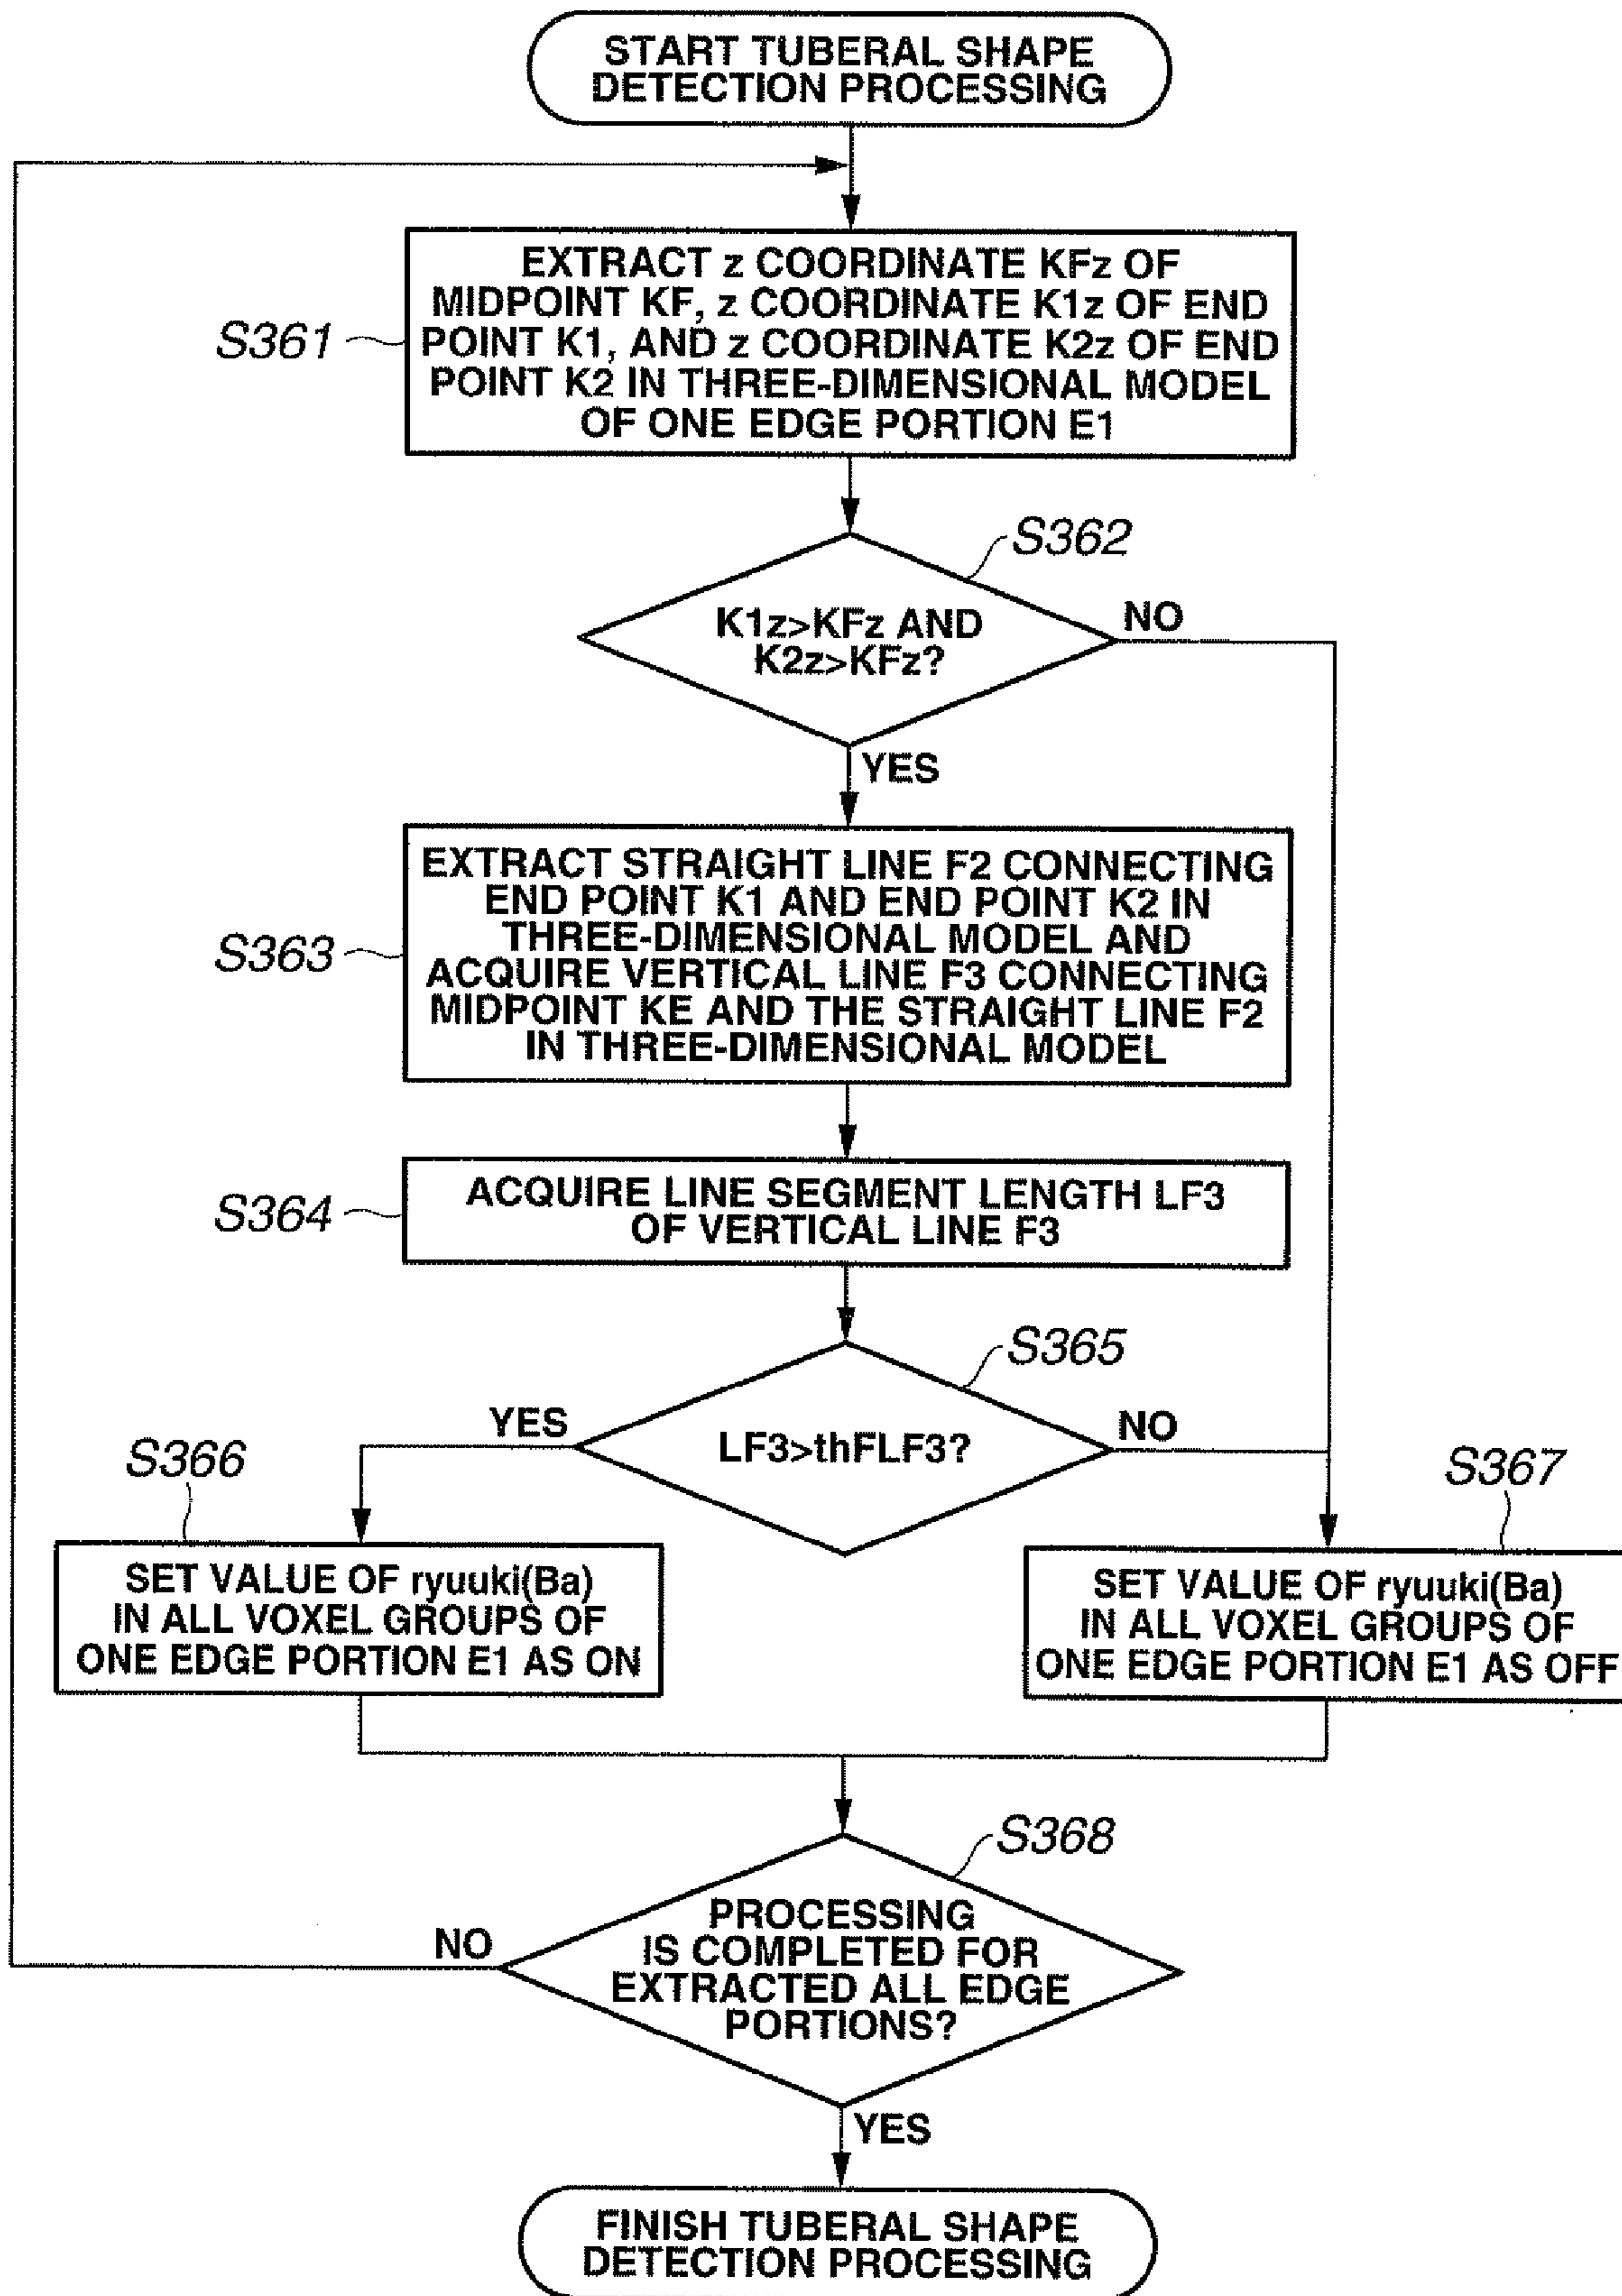 START TUBERAL SHAPE
DETECTION PROCESSING
S361
EXTRACT z COORDINATE KFz OF
MIDPOINT KF, z COORDINATE K1z OF END
POINT K1, AND z COORDINATE K2z OF END
POINT K2 IN THREE-DIMENSIONAL MODEL
OF ONE EDGE PORTION E1
S362
K1z>KFz AND
K2z>KFz?
NO
YES
S363
EXTRACT STRAIGHT LINE F2 CONNECTING
END POINT K1 AND END POINT K2 IN
THREE-DIMENSIONAL MODEL AND
ACQUIRE VERTICAL LINE F3 CONNECTING
MIDPOINT KE AND THE STRAIGHT LINE F2
IN THREE-DIMENSIONAL MODEL
S364
ACQUIRE LINE SEGMENT LENGTH LF3
OF VERTICAL LINE F3
S365
LF3>thFLF3?
YES
NO
S366
SET VALUE OF ryuuki(Ba)
IN ALL VOXEL GROUPS OF
ONE EDGE PORTION E1 AS ON
S367
SET VALUE OF ryuuki(Ba)
IN ALL VOXEL GROUPS OF
ONE EDGE PORTION E1 AS OFF
S368
PROCESSING
IS COMPLETED FOR
EXTRACTED ALL EDGE
PORTIONS?
NO
YES
FINISH TUBERAL SHAPE
DETECTION PROCESSING